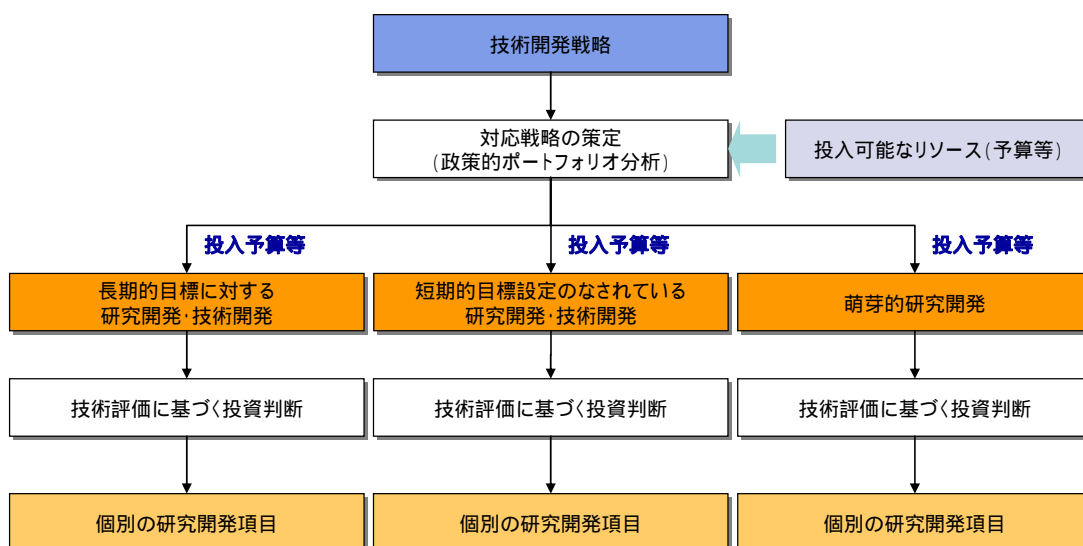 技術開発戦略
対応戦略の策定
(政策的ポートフォリオ分析)
投入可能なリソース(予算等)
投入予算等
投入予算等
投入予算等
長期的目標に対する
研究開発・技術開発
短期的目標設定のなされている
研究開発・技術開発
萌芽的研究開発
技術評価に基づく投資判断
技術評価に基づく投資判断
技術評価に基づく投資判断
個別の研究開発項目
個別の研究開発項目
個別の研究開発項目